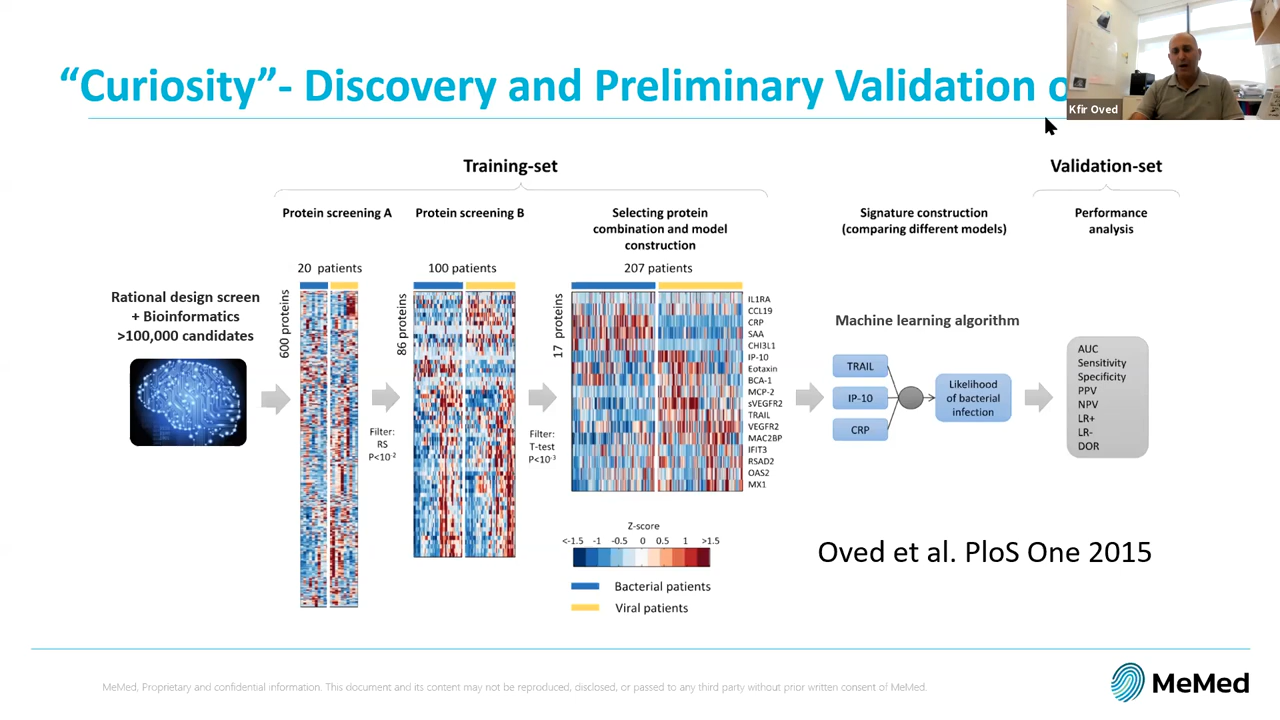 “Curiosity”- Discovery and Preliminary Validation
Kfir Oved
Training-set
Validation-set
Protein screening A
Protein screening B
Selecting protein
combination and model
construction
Signature construction
(comparing different models)
Performance
analysis
20 patients
100 patients
207 patients
Rational design screen
+ Bioinformatics
>100,000 candidates
600 proteins
86 proteins
17 proteins
Filter:
RS
P<10⁻²
Filter:
T-test
P<10⁻³
IL1RA
CCL19
CRP
SAA
CHI3L1
IP-10
Eotaxin
BCA-1
MCP-2
sVEGFR2
TRAIL
VEGFR2
MAC2BP
IFIT3
RSAD2
OAS2
MX1
Machine learning algorithm
TRAIL
IP-10
CRP
Likelihood
of bacterial
infection
AUC
Sensitivity
Specificity
PPV
NPV
LR+
LR-
DOR
Z-score
<-1.5 -1 -0.5 0 0.5 1 >1.5
Bacterial patients
Viral patients
Oved et al. PloS One 2015
MeMed, Proprietary and confidential information. This document and its content may not be reproduced, disclosed, or passed to any third party without prior written consent of MeMed.
MeMed